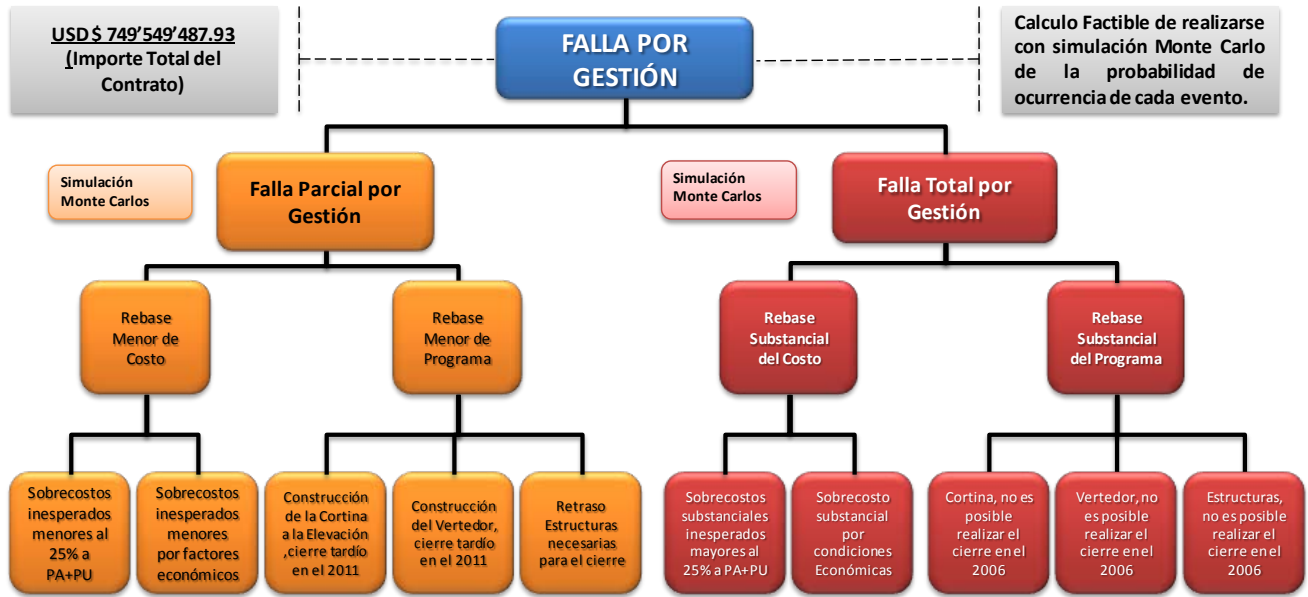 USD$ 749’549’487.93
(Importe Total del
Contrato)
FALLA POR
GESTIÓN
Calculo Factible de realizarse
con simulación Monte Carlo
de la probabilidad de
ocurrencia de cada evento.
Simulación
Monte Carlos
Falla Parcial por
Gestión
Simulación
Monte Carlos
Falla Total por
Gestión
Rebase
Menor de
Costo
Rebase
Menor de
Programa
Rebase
Substancial
del Costo
Rebase
Substancial
del Programa
Sobrecostos
inesperados
menores al
25% a
PA+PU
Sobrecostos
inesperados
menores
por factores
económicos
Construcción
de la Cortina
a la Elevación
,cierre tardío
en el 2011
Construcción
del Vertedor,
cierre tardío
en el 2011
Retraso
Estructuras
necesarias
para el cierre
Sobrecostos
substanciales
inesperados
mayores al
25% a PA+PU
Sobrecosto
substancial
por
condiciones
Económicas
Cortina, no es
posible
realizar el
cierre en el
2006
Vertedor, no
es posible
realizar el
cierre en el
2006
Estructuras,
no es posible
realizar el
cierre en el
2006